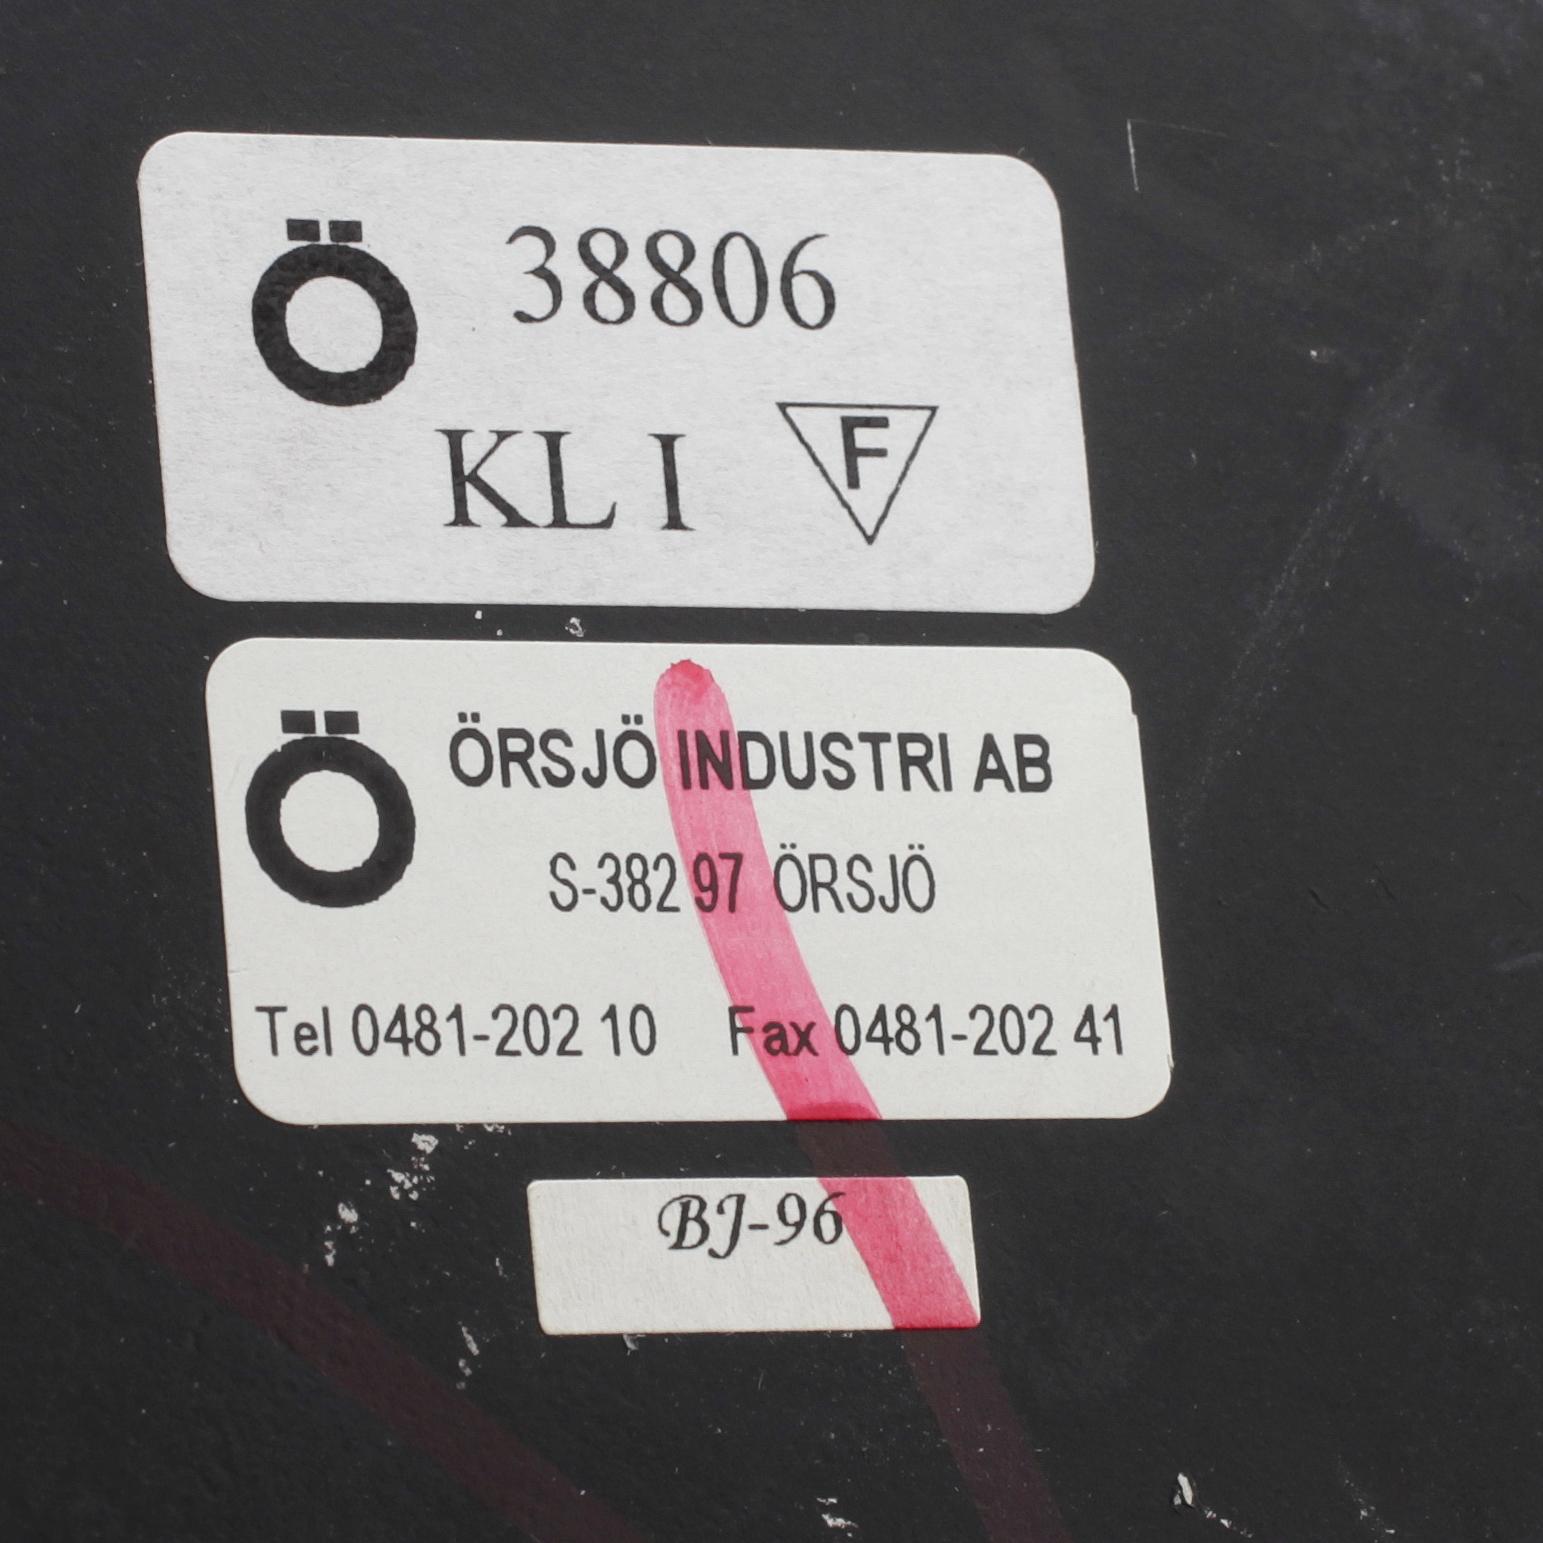 Ö 38806
KL I F
Ö ÖRSJÖ INDUSTRI AB
S-382 97 ÖRSJÖ
Tel 0481-202 10 Fax 0481-202 41
BJ-96